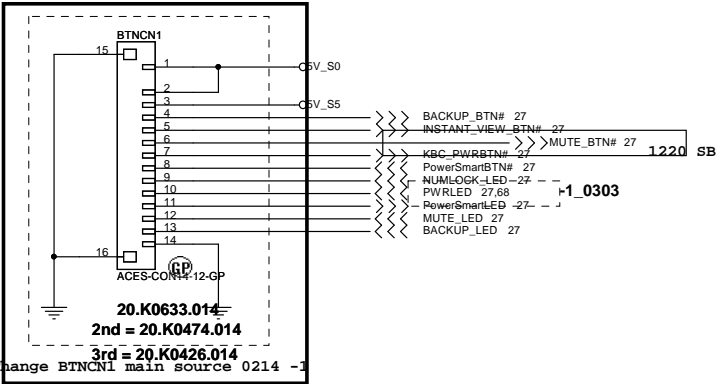 BTNCN1
15
1
5V_S0
2
3
5V_S5
4
BACKUP_BTN# 27
5
INSTANT_VIEW_BTN# 27
6
MUTE_BTN# 27
7
KBC_PWRBTN# 27
1220 SB
8
PowerSmartBTN# 27
9
NUMLOCK_LED 27
10
PWRLED 27,68
-1_0303
11
PowerSmartLED 27
12
MUTE_LED 27
13
BACKUP_LED 27
14
16
GP
ACES-CON14-12-GP
20.K0633.014
2nd = 20.K0474.014
3rd = 20.K0426.014
hange BTNCN1 main source 0214 -1